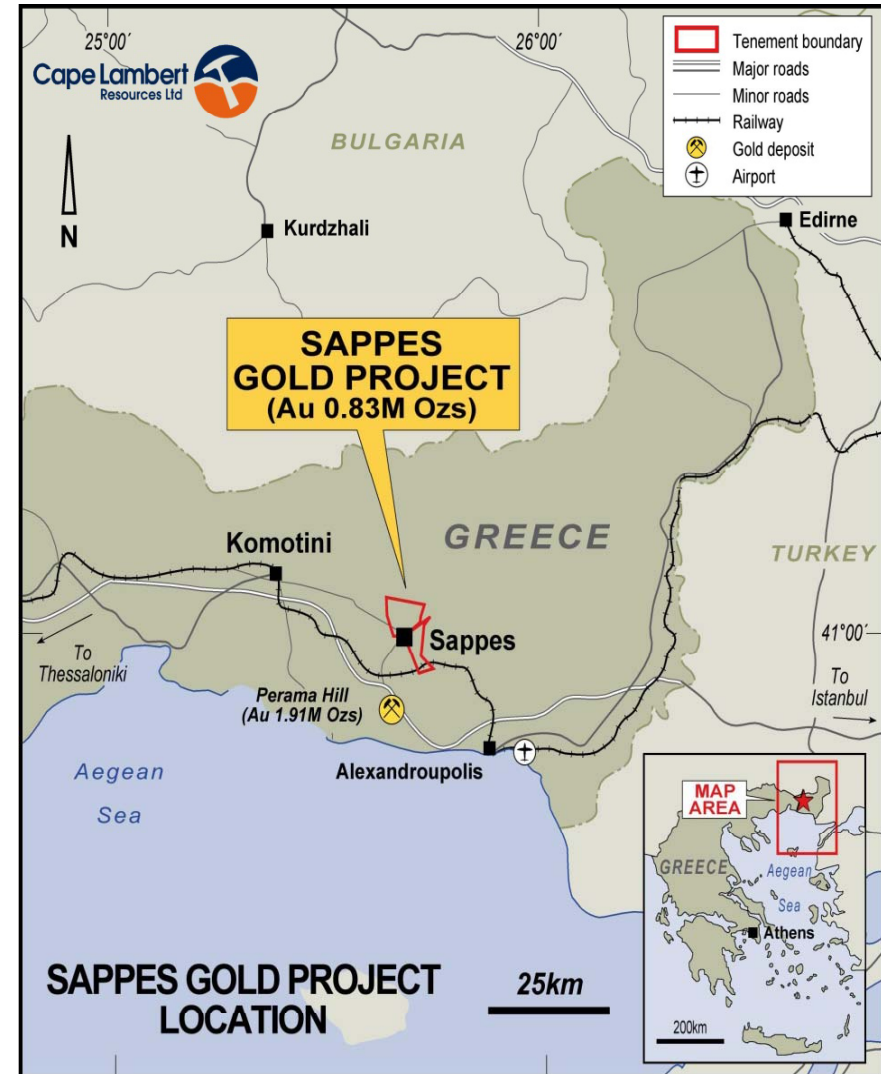 25°00′
26°00′
Cape Lambert
Resources Ltd
Tenement boundary
Major roads
Minor roads
Railway
Gold deposit
Airport
BULGARIA
N
Kurdzhali
Edirne
SAPPES
GOLD PROJECT
(Au 0.83M Ozs)
GREECE
Komotini
TURKEY
Sappes
41°00′
To
Thessaloniki
To
Istanbul
Perama Hill
(Au 1.91M Ozs)
Alexandroupolis
Aegean
Sea
MAP
AREA
GREECE
Aegean
Sea
Athens
200km
SAPPES GOLD PROJECT
LOCATION
25km